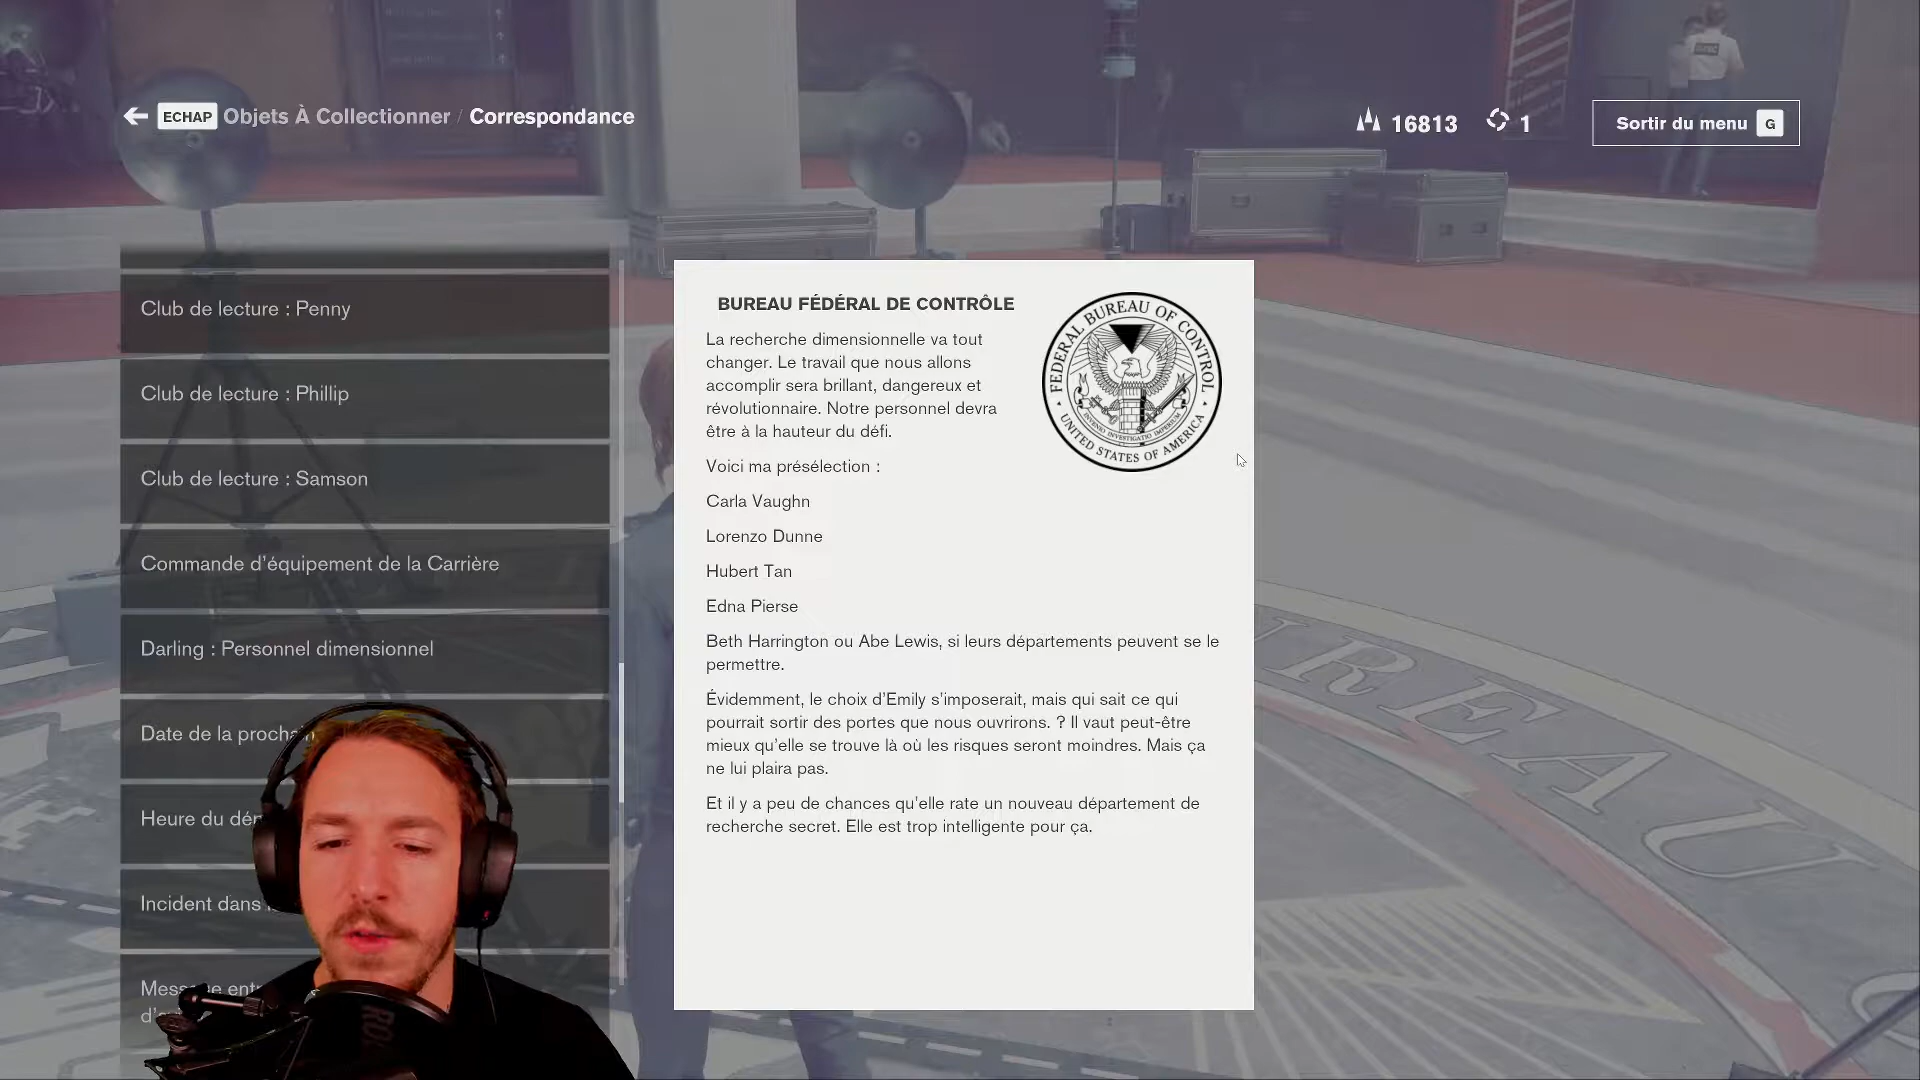 ECHAP Objets À Collectionner / Correspondance
16813
1
Sortir du menu G
Club de lecture : Penny
Club de lecture : Phillip
Club de lecture : Samson
Commande d'équipement de la Carrière
Darling : Personnel dimensionnel
Date de la prochain
Heure du dé
Incident dans
BUREAU FÉDÉRAL DE CONTRÔLE
La recherche dimensionnelle va tout
changer. Le travail que nous allons
accomplir sera brillant, dangereux et
révolutionnaire. Notre personnel devra
être à la hauteur du défi.
Voici ma présélection :
Carla Vaughn
Lorenzo Dunne
Hubert Tan
Edna Pierse
Beth Harrington ou Abe Lewis, si leurs départements peuvent se le
permettre.
Évidemment, le choix d'Emily s'imposerait, mais qui sait ce qui
pourrait sortir des portes que nous ouvrirons. ? Il vaut peut-être
mieux qu'elle se trouve là où les risques seront moindres. Mais ça
ne lui plaira pas.
Et il y a peu de chances qu'elle rate un nouveau département de
recherche secret. Elle est trop intelligente pour ça.
FEDERAL BUREAU OF CONTROL
INVENIO INVESTIGATIO IMPERIUM
UNITED STATES OF AMERICA
UREAU